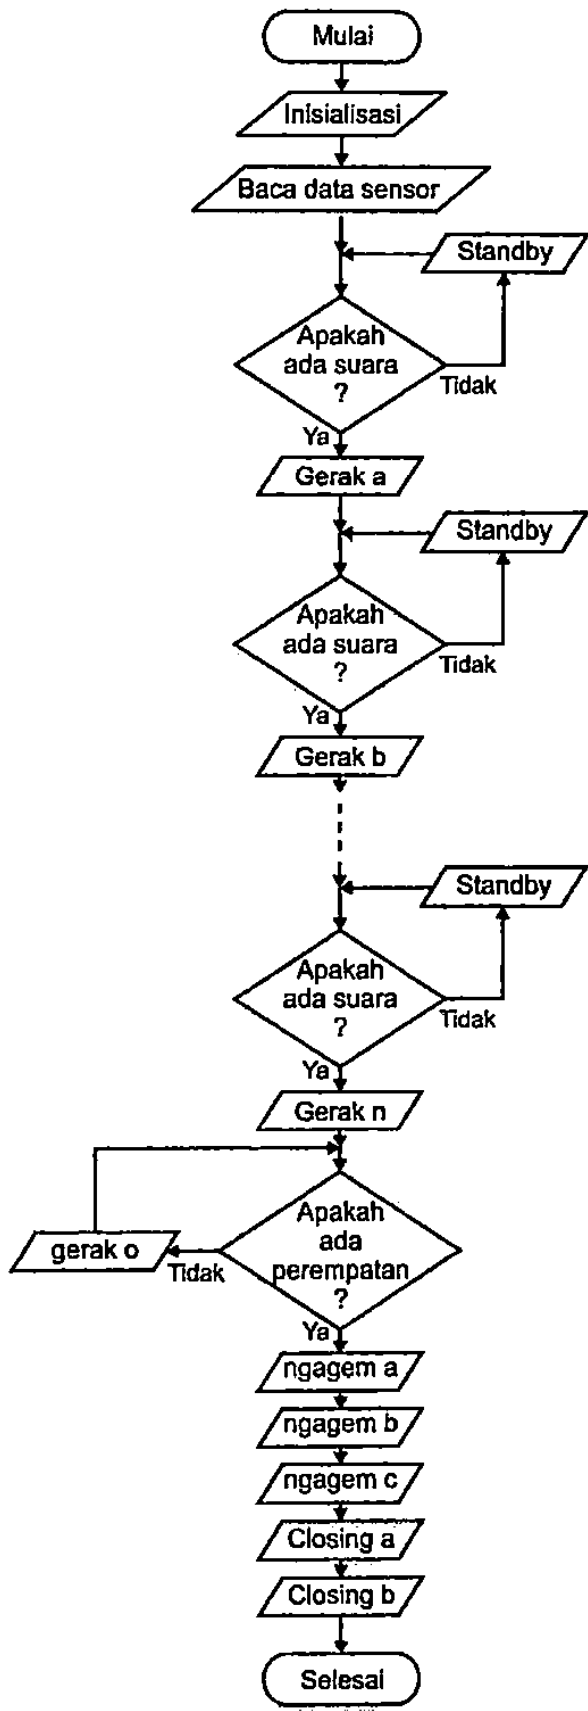 Mulai
Inisialisasi
Baca data sensor
Standby
Apakah
ada suara
?
Tidak
Ya
Gerak a
Standby
Apakah
ada suara
?
Tidak
Ya
Gerak b
Standby
Apakah
ada suara
?
Tidak
Ya
Gerak n
Apakah
ada
perempatan
?
gerak o
Tidak
Ya
ngagem a
ngagem b
ngagem c
Closing a
Closing b
Selesai